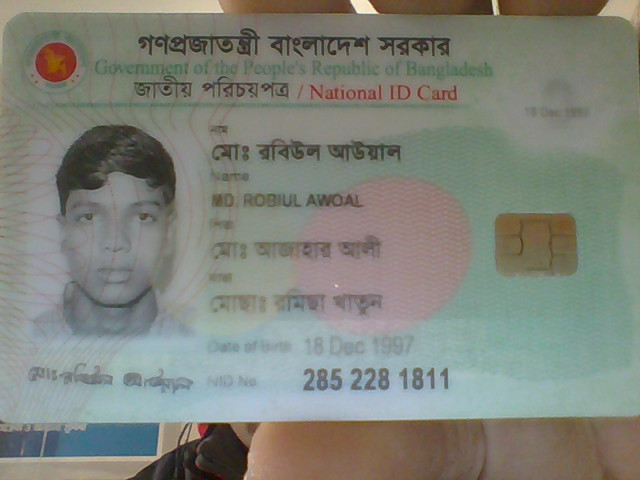 গণপ্রজাতন্ত্রী বাংলাদেশ সরকার
Government of the People's Republic of Bangladesh
জাতীয় পরিচয়পত্র / National ID Card
18 Dec 1997
নাম
মোঃ রবিউল আউয়াল
Name
MD. ROBIUL AWOAL
পিতা
মোঃ আজাহার আলী
মাতা
মোছাঃ রমিছা খাতুন
Date of Birth 18 Dec 1997
মোঃ রবিউল আউয়াল
NID No 285 228 1811